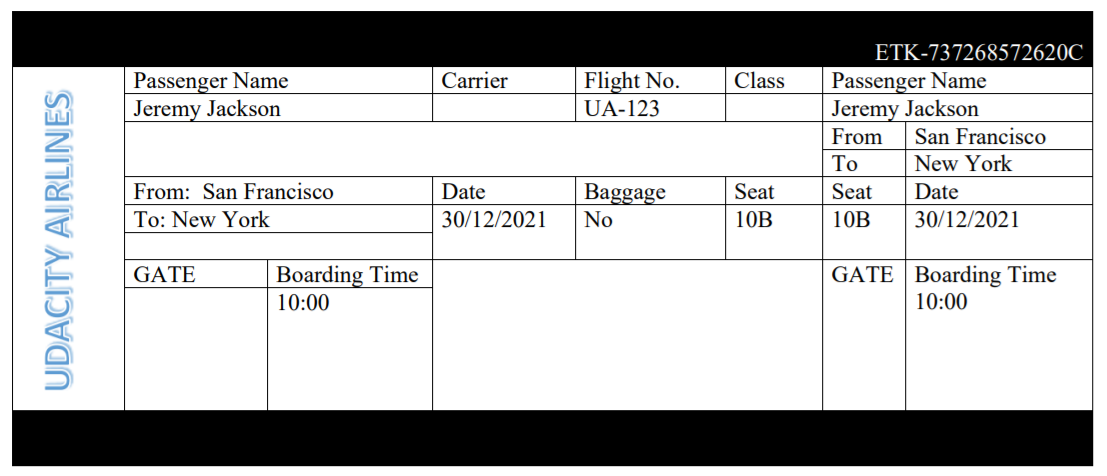 ETK-737268572620C
UDACITY AIRLINES
Passenger Name Carrier Flight No. Class Passenger Name
Jeremy Jackson UA-123 Jeremy Jackson
From San Francisco
To New York
From: San Francisco Date Baggage Seat Seat Date
To: New York 30/12/2021 No 10B 10B 30/12/2021
GATE Boarding Time GATE Boarding Time
10:00 10:00